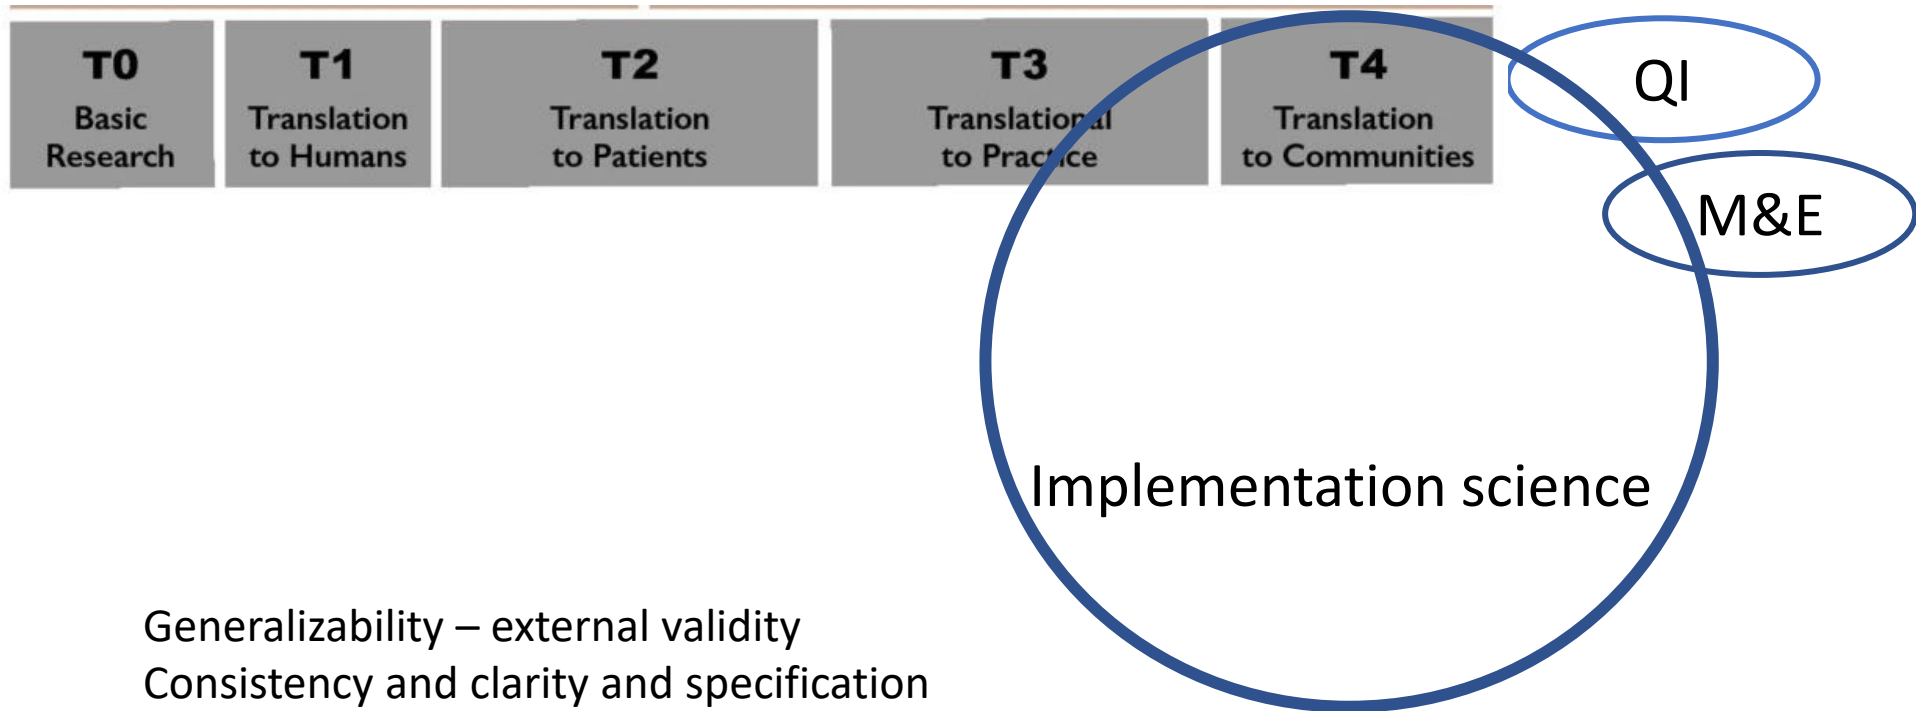 T0
Basic
Research
T1
Translation
to Humans
T2
Translation
to Patients
T3
Translational
to Practice
T4
Translation
to Communities
QI
M&E
Implementation science
Generalizability – external validity
Consistency and clarity and specification